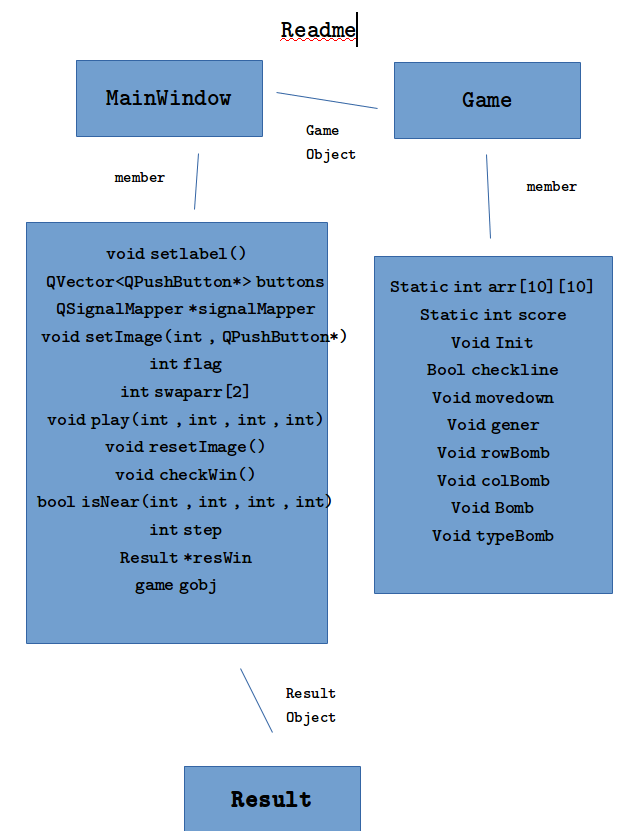 Readme
MainWindow
Game
Game
Object
member
member
void setlabel()
QVector<QPushButton*> buttons
QSignalMapper *signalMapper
void setImage(int , QPushButton*)
int flag
int swaparr[2]
void play(int , int , int , int)
void resetImage()
void checkWin()
bool isNear(int , int , int , int)
int step
Result *resWin
game gobj
Static int arr[10][10]
Static int score
Void Init
Bool checkline
Void movedown
Void gener
Void rowBomb
Void colBomb
Void Bomb
Void typeBomb
Result
Object
Result